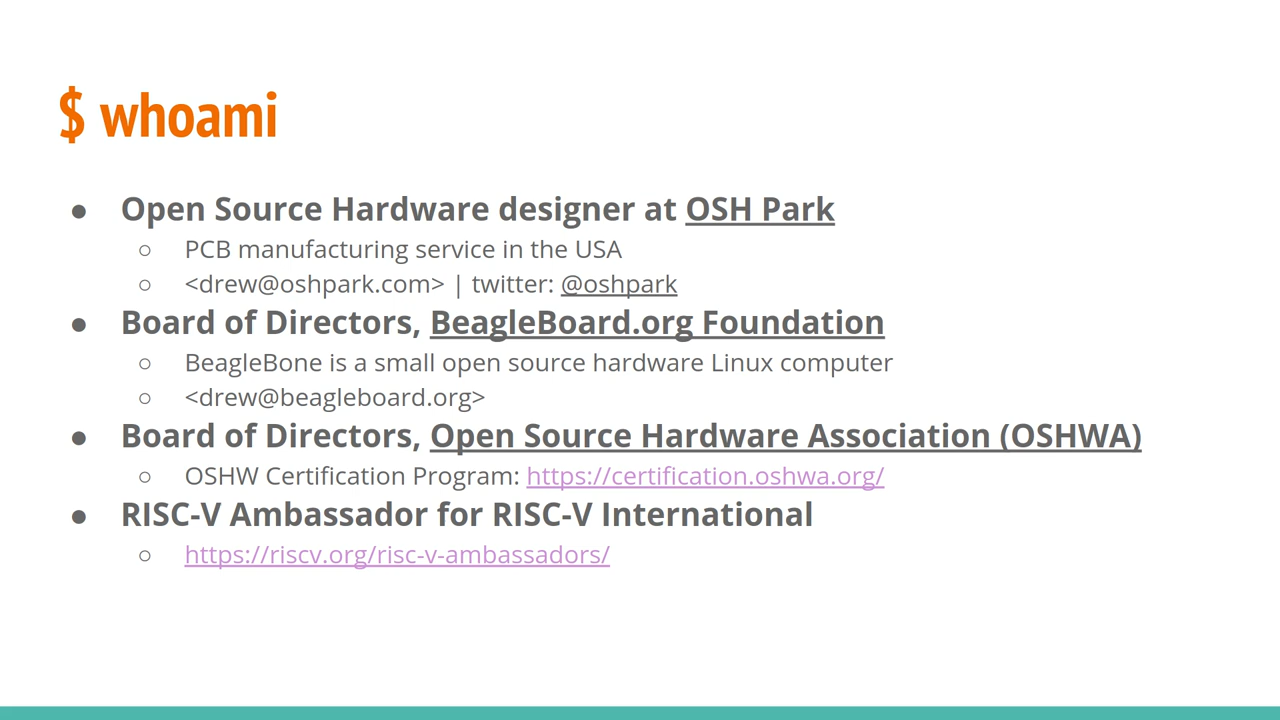 $ whoami
● Open Source Hardware designer at OSH Park
○ PCB manufacturing service in the USA
○ <drew@oshpark.com> | twitter: @oshpark
● Board of Directors, BeagleBoard.org Foundation
○ BeagleBone is a small open source hardware Linux computer
○ <drew@beagleboard.org>
● Board of Directors, Open Source Hardware Association (OSHWA)
○ OSHW Certification Program: https://certification.oshwa.org/
● RISC-V Ambassador for RISC-V International
○ https://riscv.org/risc-v-ambassadors/